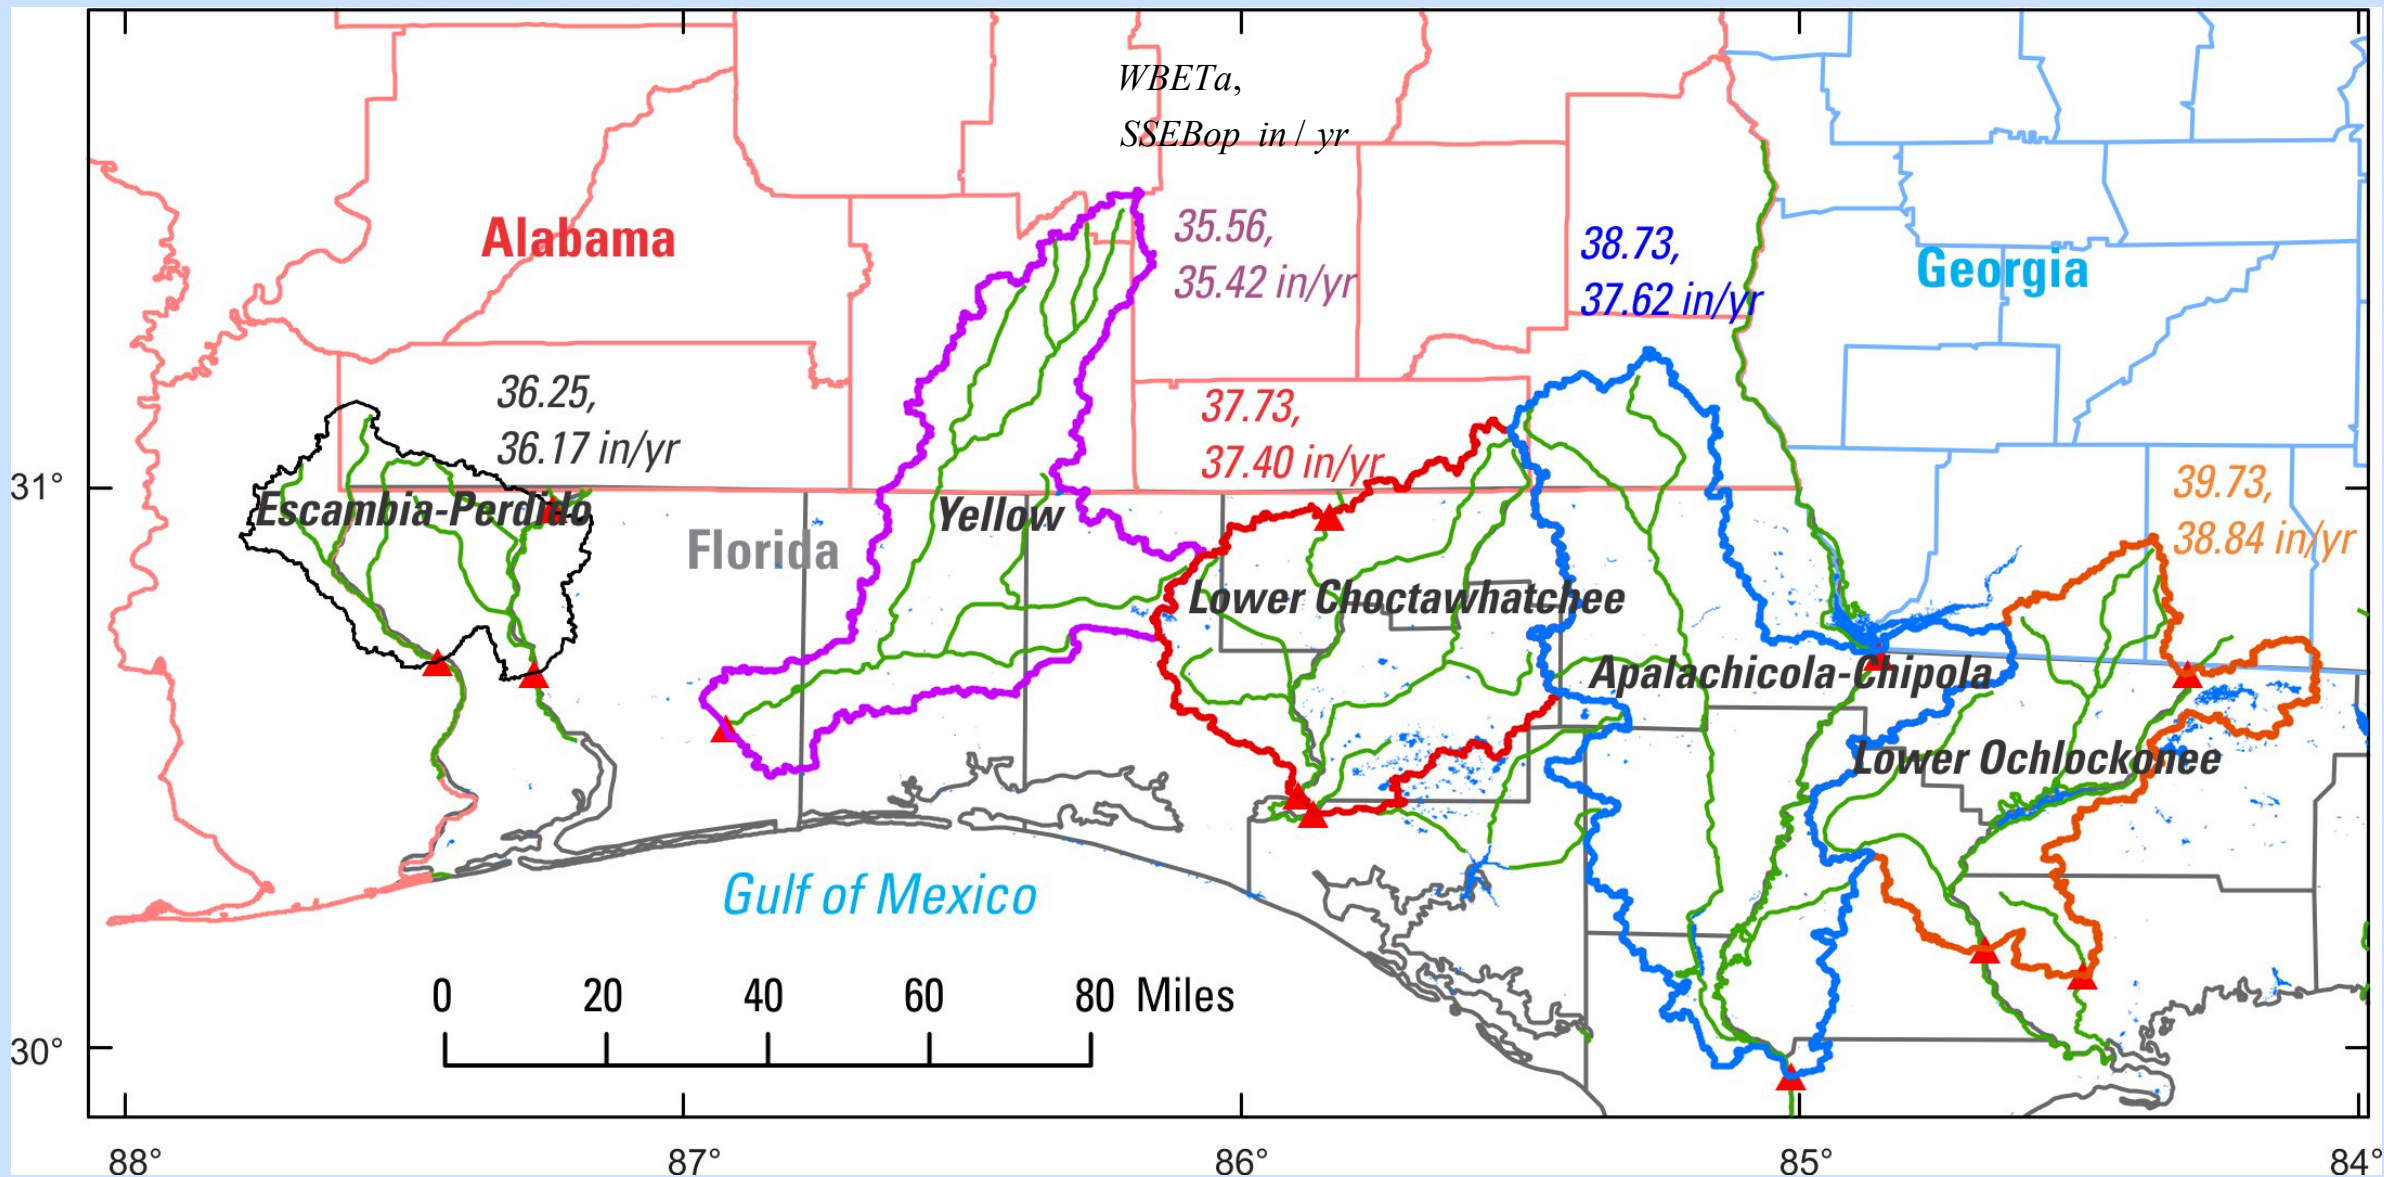 WBETa,
SSEBop in / yr
Alabama
35.56,
35.42 in/yr
38.73,
37.62 in/yr
Georgia
36.25,
36.17 in/yr
37.73,
37.40 in/yr
31°
39.73,
38.84 in/yr
Escambia-Perdido
Yellow
Florida
Lower Choctawhatchee
Apalachicola-Chipola
Lower Ochlockonee
Gulf of Mexico
0 20 40 60 80 Miles
30°
88° 87° 86° 85° 84°